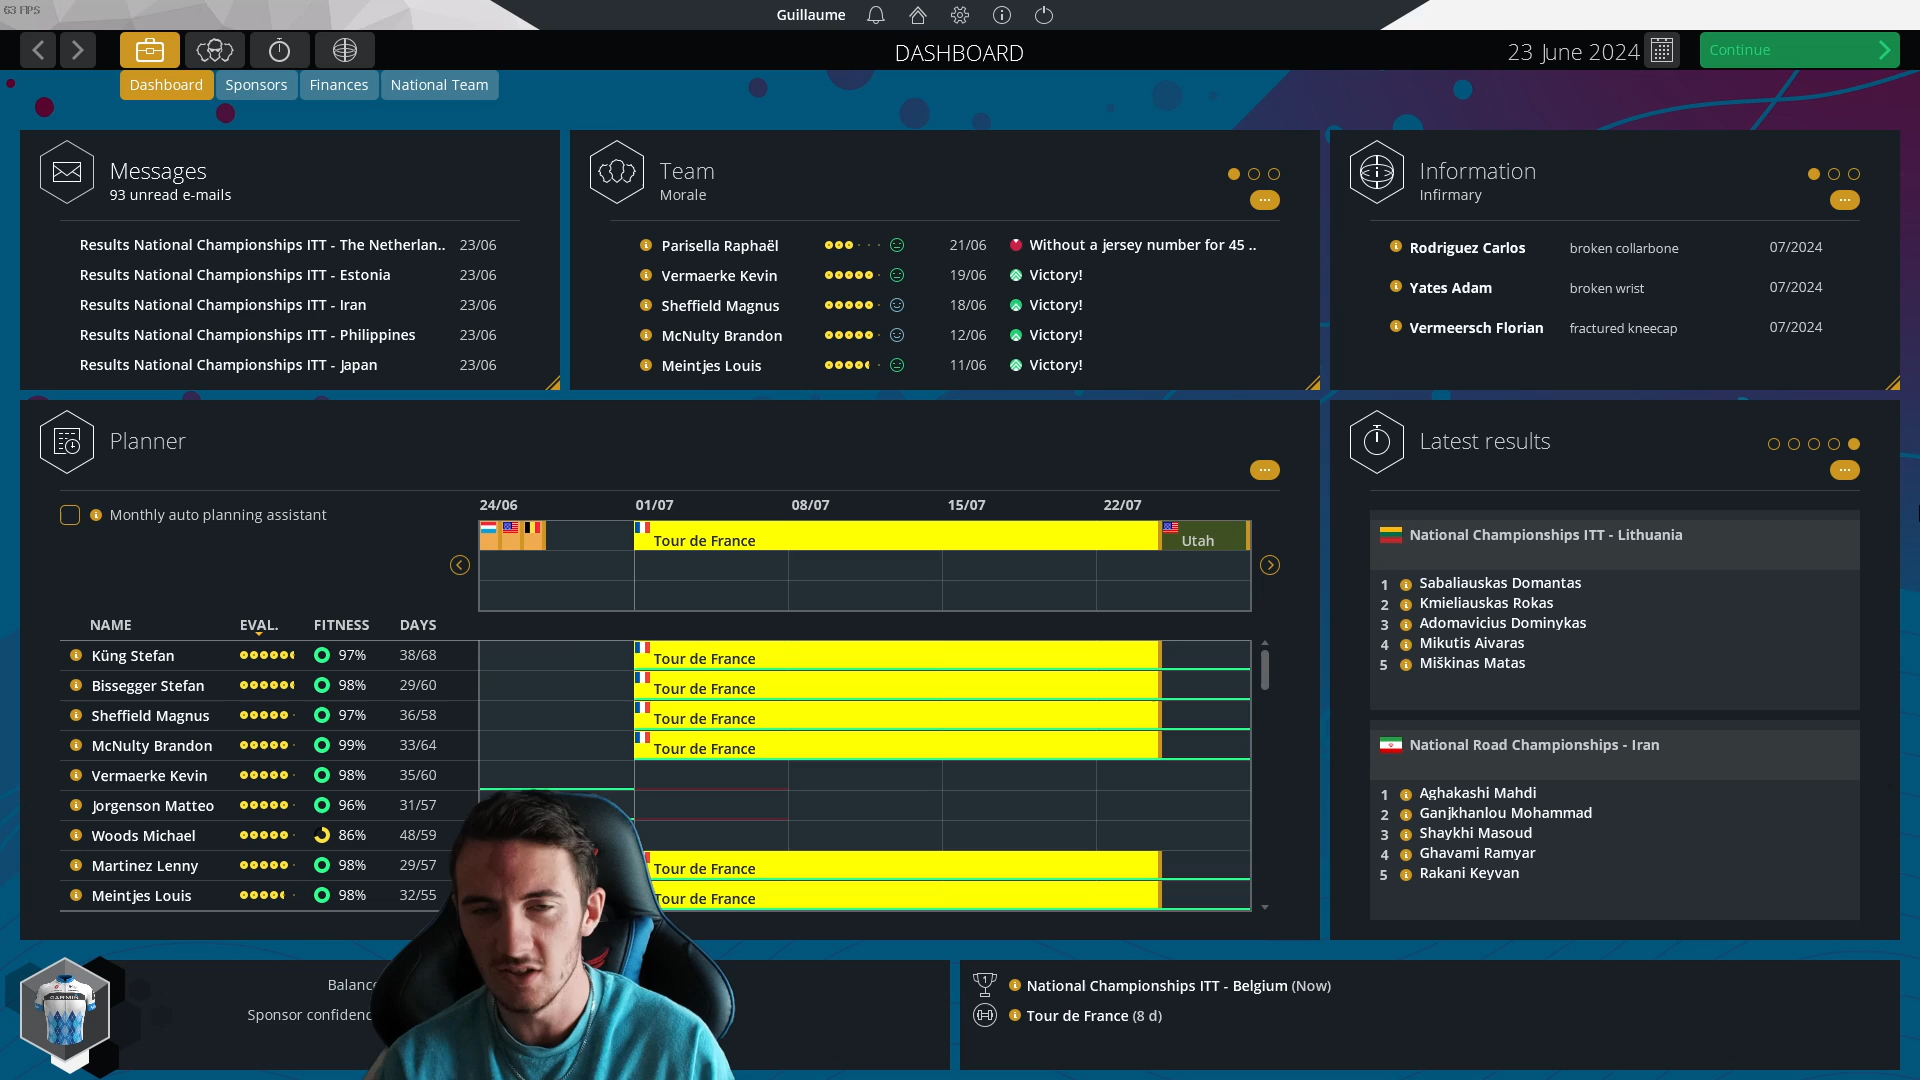 63 FPS
Guillaume
DASHBOARD
23 June 2024
Continue
Dashboard
Sponsors
Finances
National Team
Messages
93 unread e-mails
Results National Championships ITT - The Netherlan.. 23/06
Results National Championships ITT - Estonia 23/06
Results National Championships ITT - Iran 23/06
Results National Championships ITT - Philippines 23/06
Results National Championships ITT - Japan 23/06
Team
Morale
Parisella Raphaël 21/06 Without a jersey number for 45 ..
Vermaerke Kevin 19/06 Victory!
Sheffield Magnus 18/06 Victory!
McNulty Brandon 12/06 Victory!
Meintjes Louis 11/06 Victory!
Information
Infirmary
Rodriguez Carlos broken collarbone 07/2024
Yates Adam broken wrist 07/2024
Vermeersch Florian fractured kneecap 07/2024
Planner
Monthly auto planning assistant
24/06 01/07 08/07 15/07 22/07
Tour de France Utah
NAME EVAL. FITNESS DAYS
Küng Stefan 97% 38/68 Tour de France
Bissegger Stefan 98% 29/60 Tour de France
Sheffield Magnus 97% 36/58 Tour de France
McNulty Brandon 99% 33/64 Tour de France
Vermaerke Kevin 98% 35/60
Jorgenson Matteo 96% 31/57
Woods Michael 86% 48/59
Martinez Lenny 98% 29/57 Tour de France
Meintjes Louis 98% 32/55 Tour de France
Latest results
National Championships ITT - Lithuania
1 Sabaliauskas Domantas
2 Kmieliauskas Rokas
3 Adomavicius Dominykas
4 Mikutis Aivaras
5 Miškinas Matas
National Road Championships - Iran
1 Aghakashi Mahdi
2 Ganjkhanlou Mohammad
3 Shaykhi Masoud
4 Ghavami Ramyar
5 Rakani Keyvan
GARMIN
Balance
Sponsor confidenc
National Championships ITT - Belgium (Now)
Tour de France (8 d)